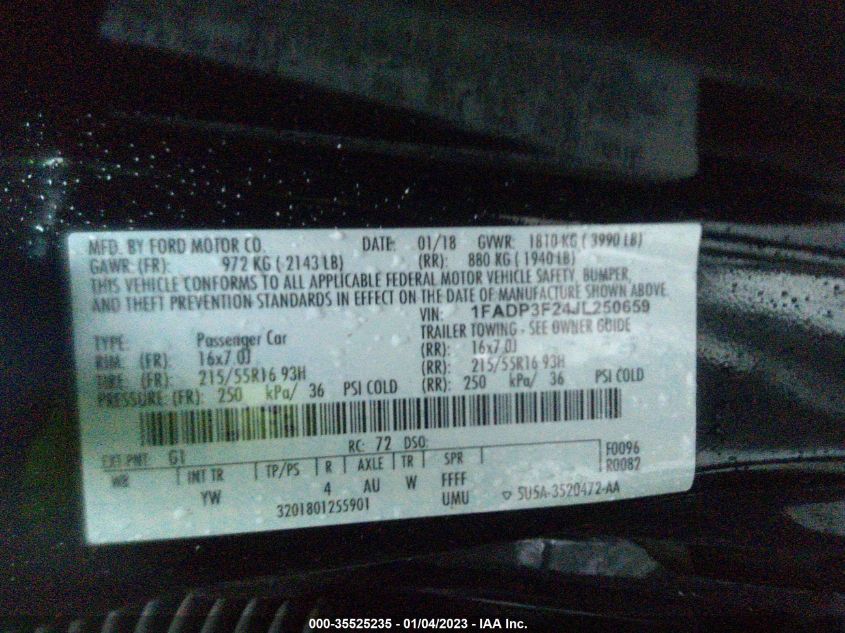 MFD. BY FORD MOTOR CO. DATE: 01/18 GVWR: 1810 KG ( 3990 LB)
GAWR: (FR): 972 KG ( 2143 LB) (RR): 880 KG ( 1940 LB)
THIS VEHICLE CONFORMS TO ALL APPLICABLE FEDERAL MOTOR VEHICLE SAFETY, BUMPER,
AND THEFT PREVENTION STANDARDS IN EFFECT ON THE DATE OF MANUFACTURE SHOWN ABOVE.
VIN: 1FADP3F24JL250659
TYPE: Passenger Car TRAILER TOWING - SEE OWNER GUIDE
RIM: (FR): 16x7.0J (RR): 16x7.0J
TIRE: (FR): 215/55R16 93H (RR): 215/55R16 93H
PRESSURE: (FR): 250 kPa/ 36 PSI COLD (RR): 250 kPa/ 36 PSI COLD
RC: 72 DSO: F0096
EXT PNT: G1 R0082
WB INT TR TP/PS R AXLE TR SPR
YW 4 AU W FFFF
3201801255901 UMU 5U5A-3520472-AA
000-35525235 - 01/04/2023 - IAA Inc.